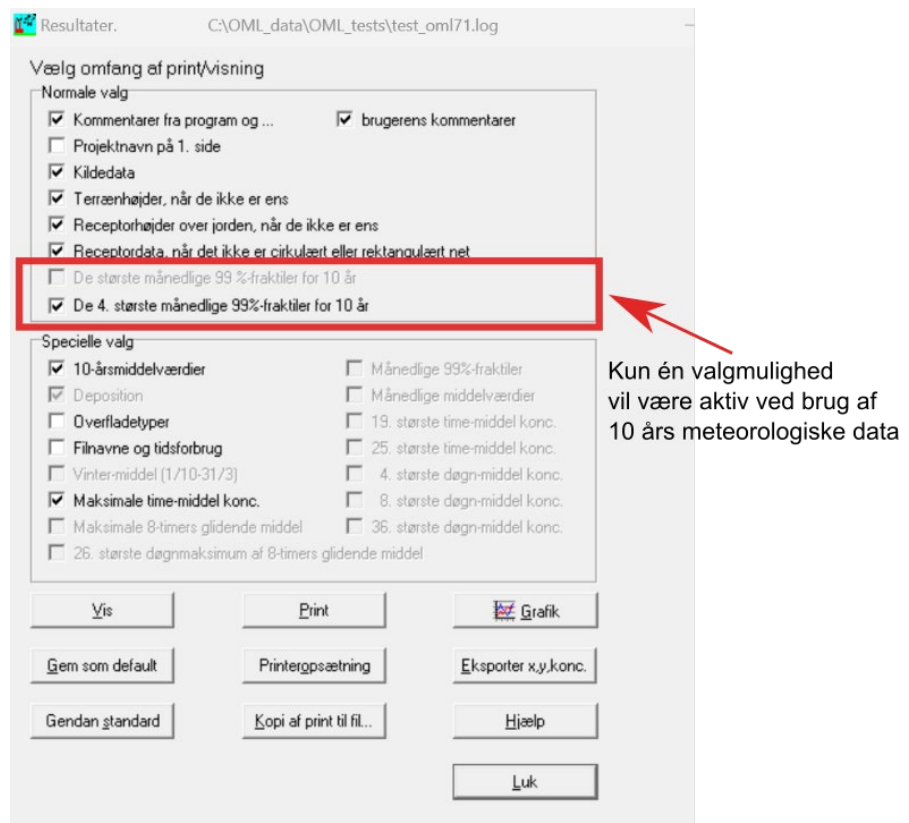 Resultater. C:\OML_data\OML_tests\test_oml71.log
Vælg omfang af print/visning
Normale valg
Kommentarer fra program og ... brugerens kommentarer
Projektnavn på 1. side
Kildedata
Terrænhøjder, når de ikke er ens
Receptorhøjder over jorden, når de ikke er ens
Receptordata, når det ikke er cirkulært eller rektangulært net
De største månedlige 99 %-fraktiler for 10 år
De 4. største månedlige 99%-fraktiler for 10 år
Specielle valg
10-årsmiddelværdier Månedlige 99%-fraktiler
Deposition Månedlige middelværdier
Overfladetyper 19. største time-middel konc.
Filnavne og tidsforbrug 25. største time-middel konc.
Vinter-middel (1/10-31/3) 4. største døgn-middel konc.
Maksimale time-middel konc. 8. største døgn-middel konc.
Maksimale 8-timers glidende middel 36. største døgn-middel konc.
26. største døgnmaksimum af 8-timers glidende middel
Vis Print Grafik
Gem som default Printeropsætning Eksporter x,y,konc.
Gendan standard Kopi af print til fil... Hjælp
Luk
Kun én valgmulighed
vil være aktiv ved brug af
10 års meteorologiske data